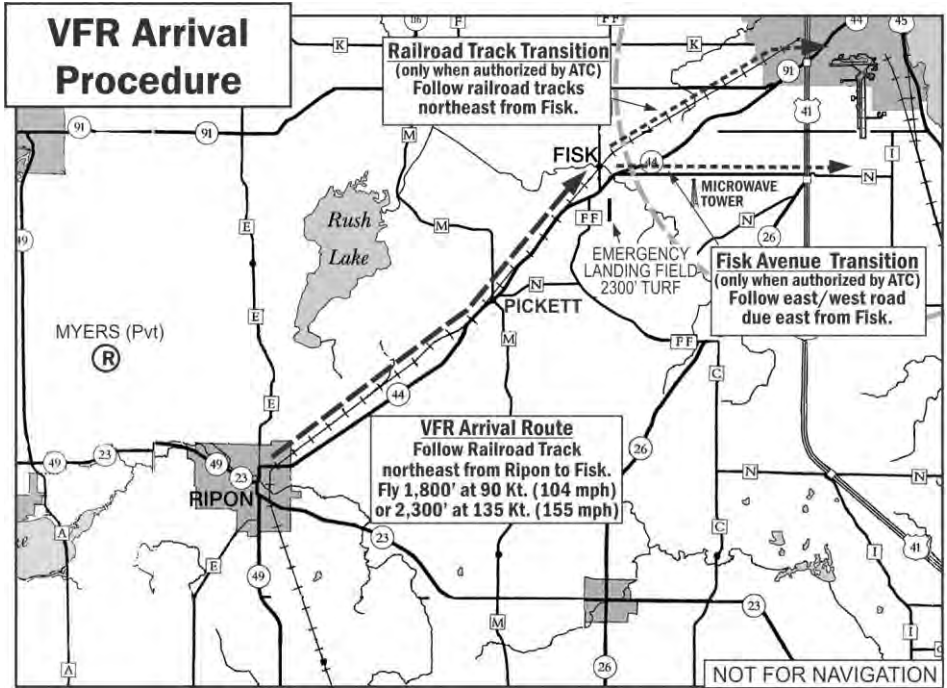 VFR Arrival
Procedure
116
F
FF
44
45
K
K
Railroad Track Transition
(only when authorized by ATC)
Follow railroad tracks
northeast from Fisk.
91
41
91
91
M
FISK
44
I
N
MICROWAVE
TOWER
E
Rush
Lake
M
FF
N
26
49
EMERGENCY
LANDING FIELD
2300' TURF
Fisk Avenue Transition
(only when authorized by ATC)
Follow east/west road
due east from Fisk.
N
PICKETT
E
M
FF
MYERS (Pvt)
R
C
44
E
VFR Arrival Route
Follow Railroad Track
northeast from Ripon to Fisk.
Fly 1,800' at 90 Kt. (104 mph)
or 2,300' at 135 Kt. (155 mph)
26
49
23
49
23
RIPON
N
N
A
E
23
C
41
49
I
M
23
I
A
26
NOT FOR NAVIGATION